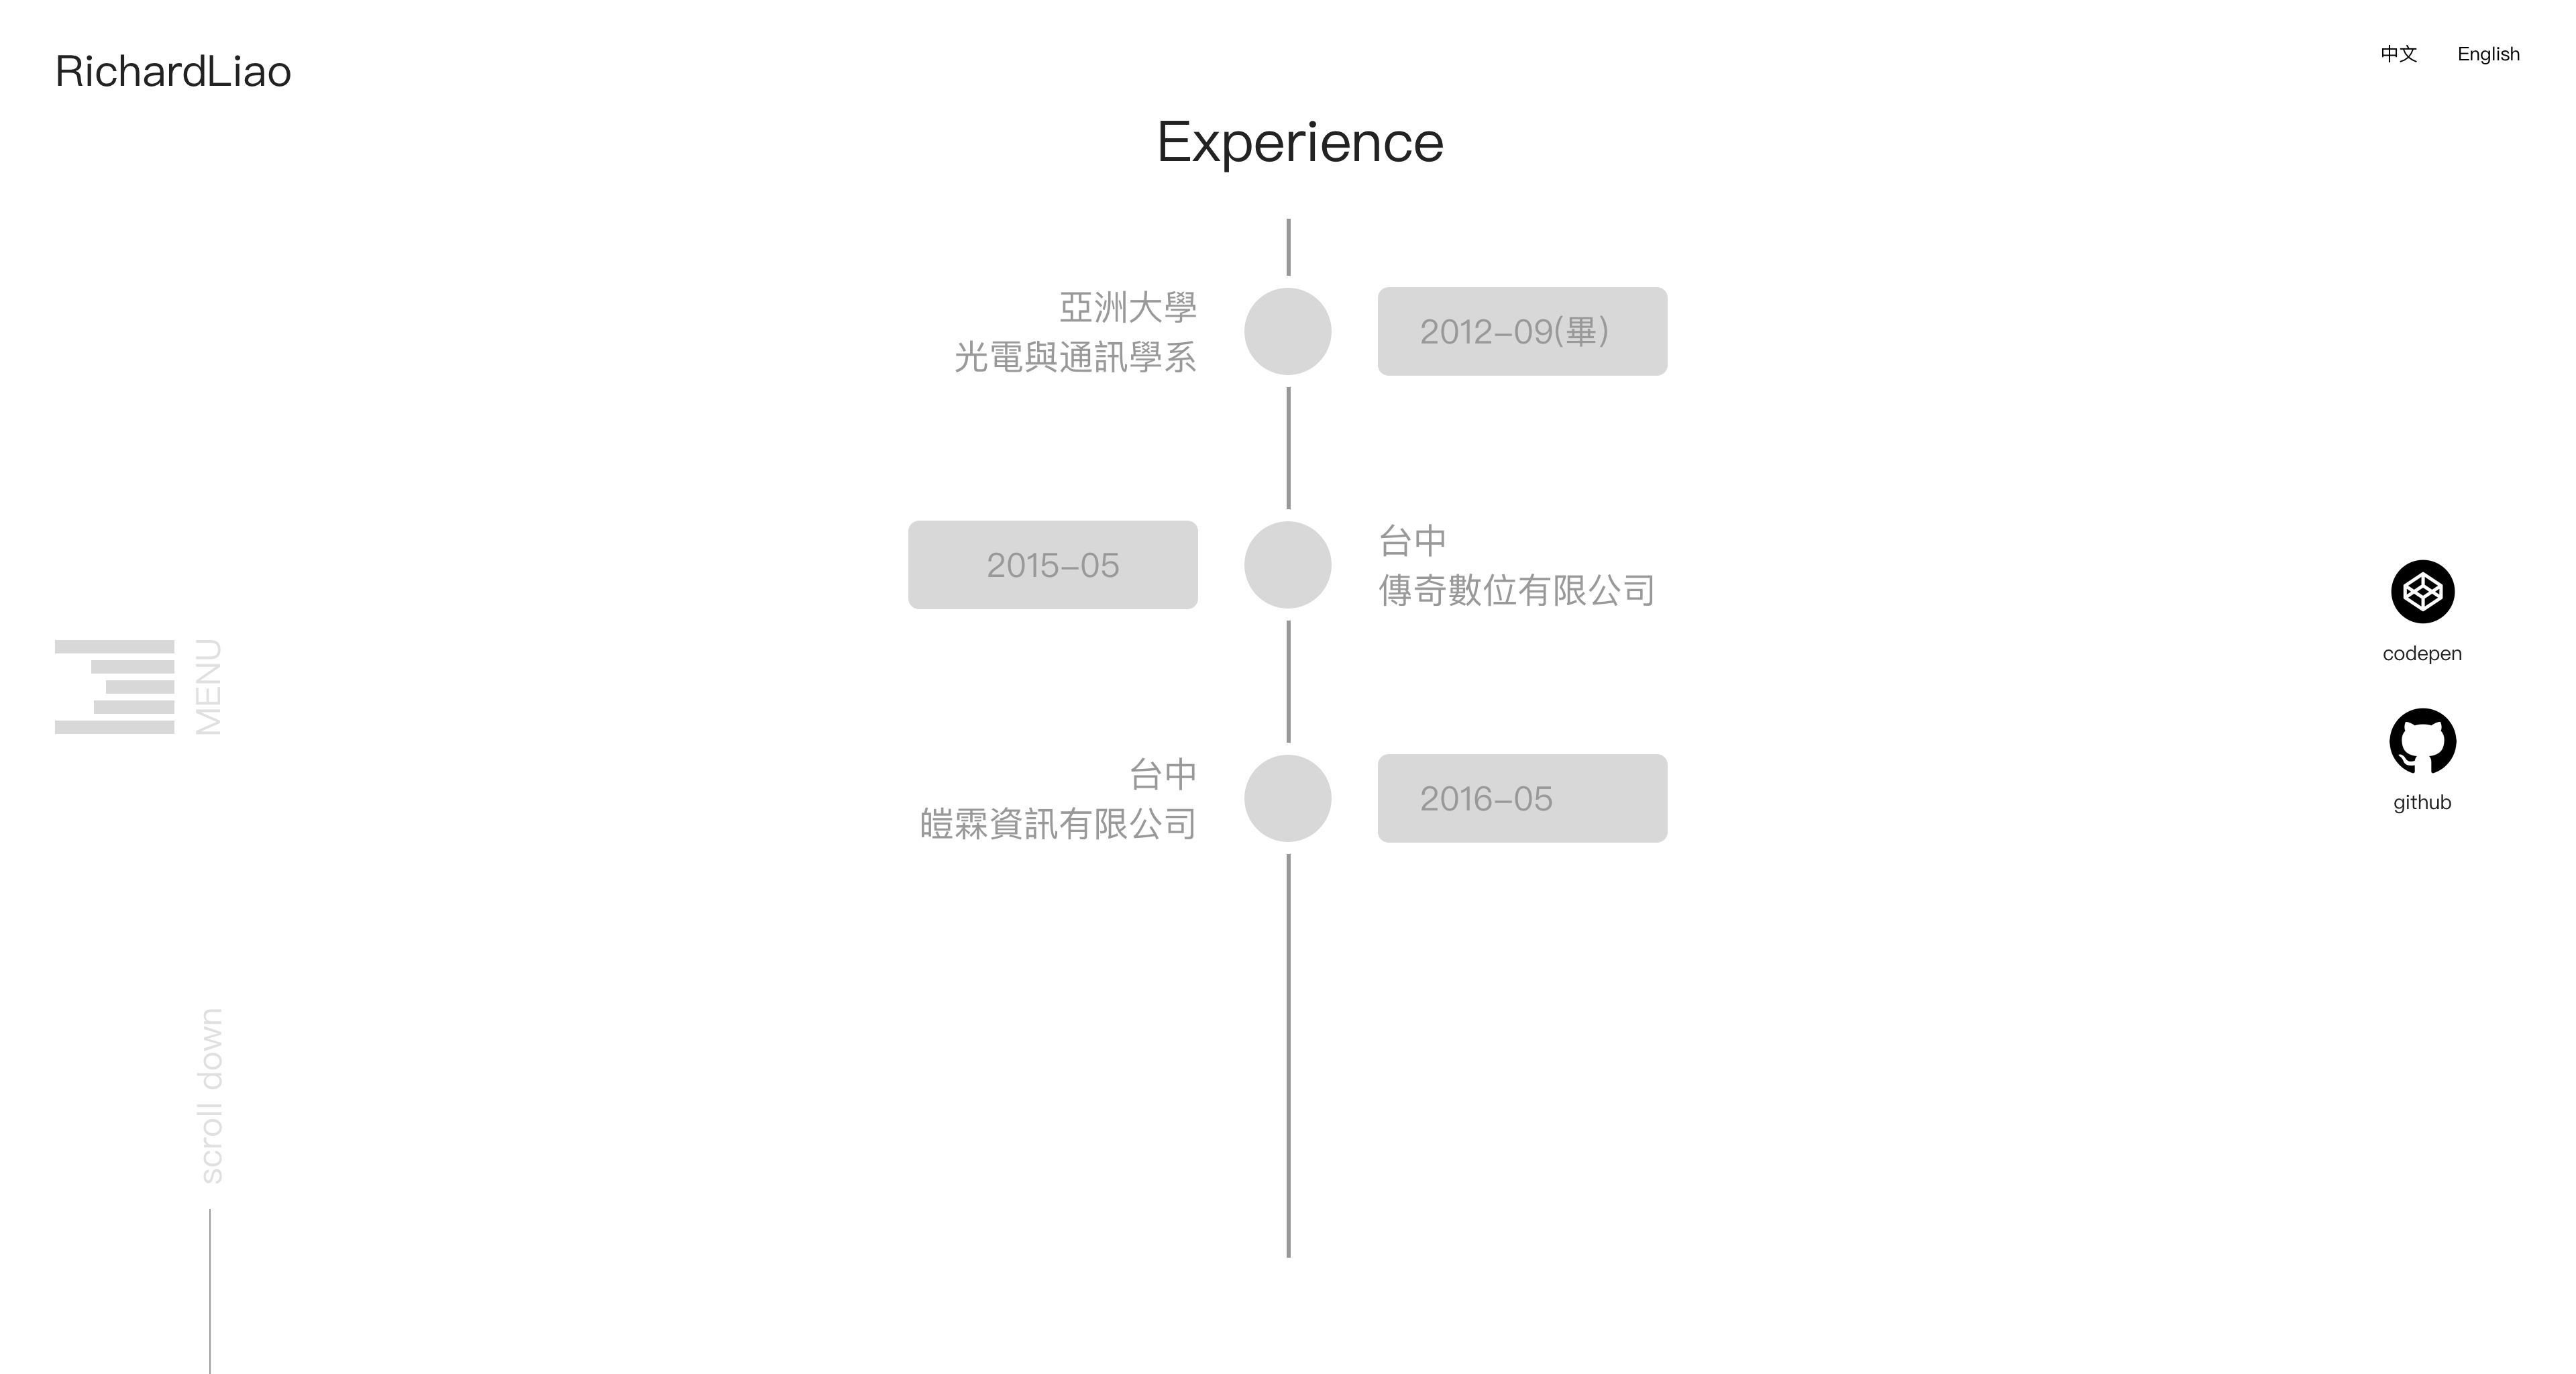 RichardLiao
中文
English
Experience
亞洲大學
光電與通訊學系
2012–09(畢)
2015–05
台中
傳奇數位有限公司
台中
皚霖資訊有限公司
2016–05
MENU
scroll down
codepen
github